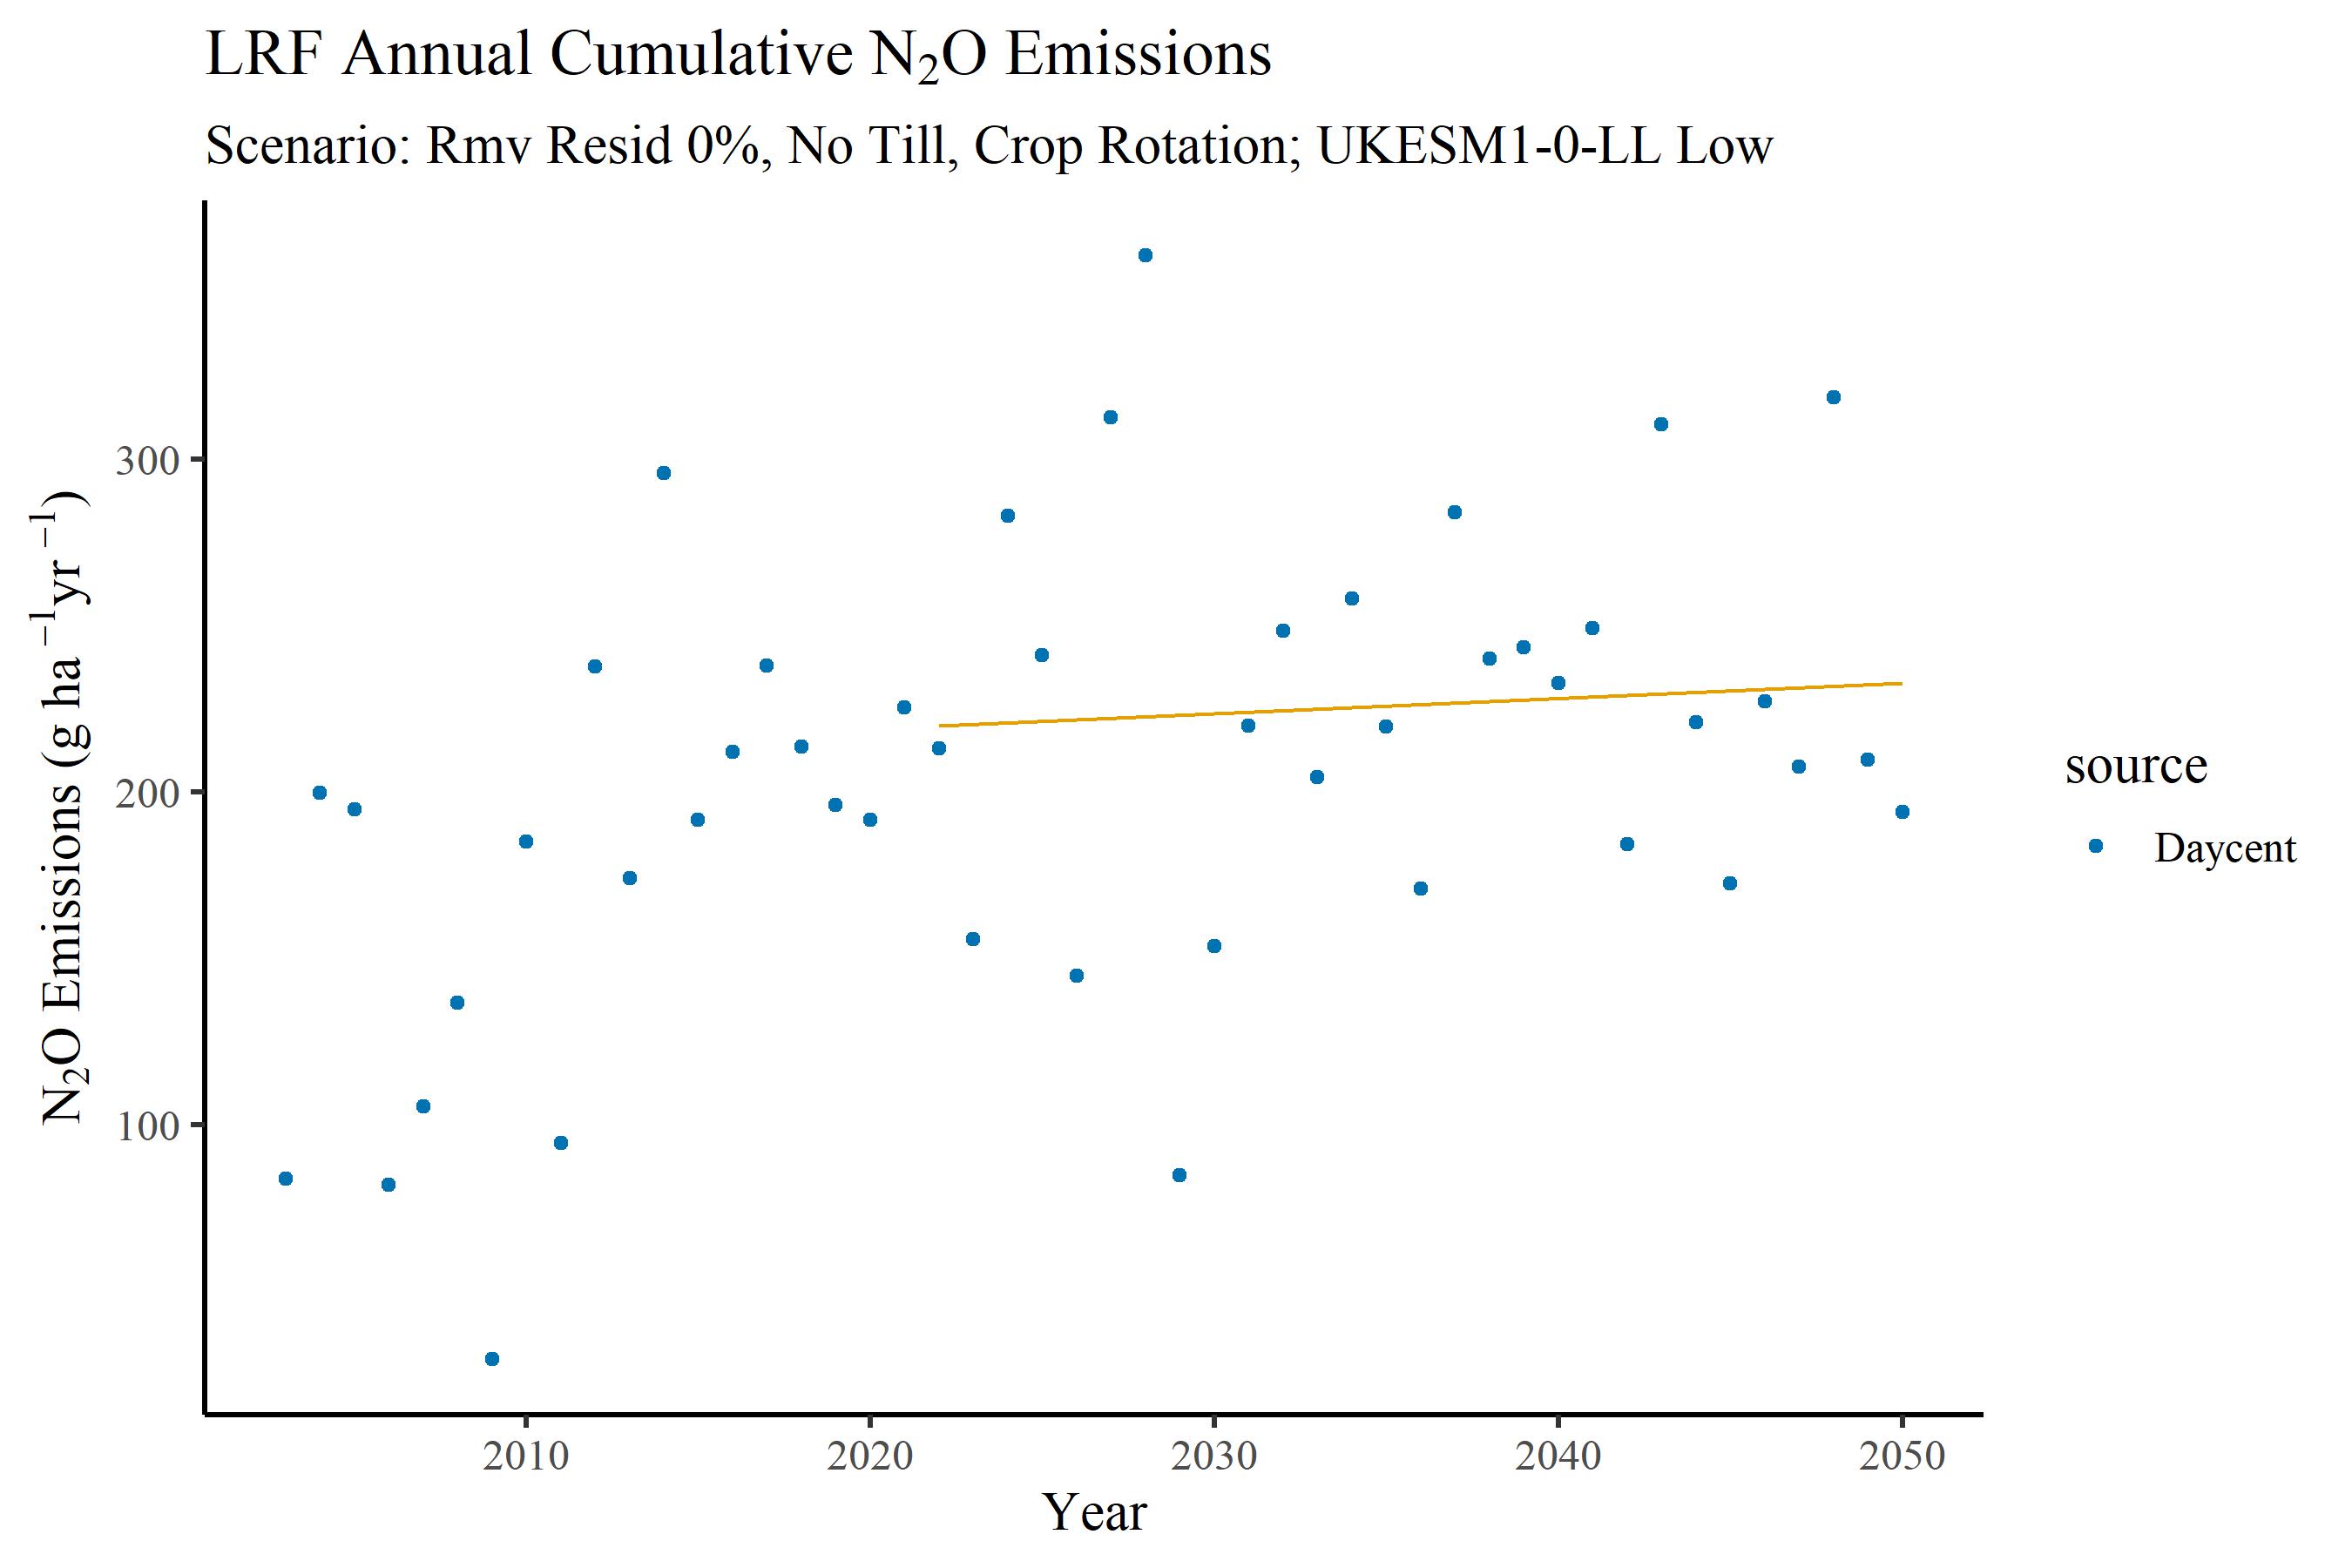 LRF Annual Cumulative N₂O Emissions
Scenario: Rmv Resid 0%, No Till, Crop Rotation; UKESM1-0-LL Low
N₂O Emissions (g ha ⁻¹yr ⁻¹)
300
200
100
source
Daycent
2010 2020 2030 2040 2050
Year